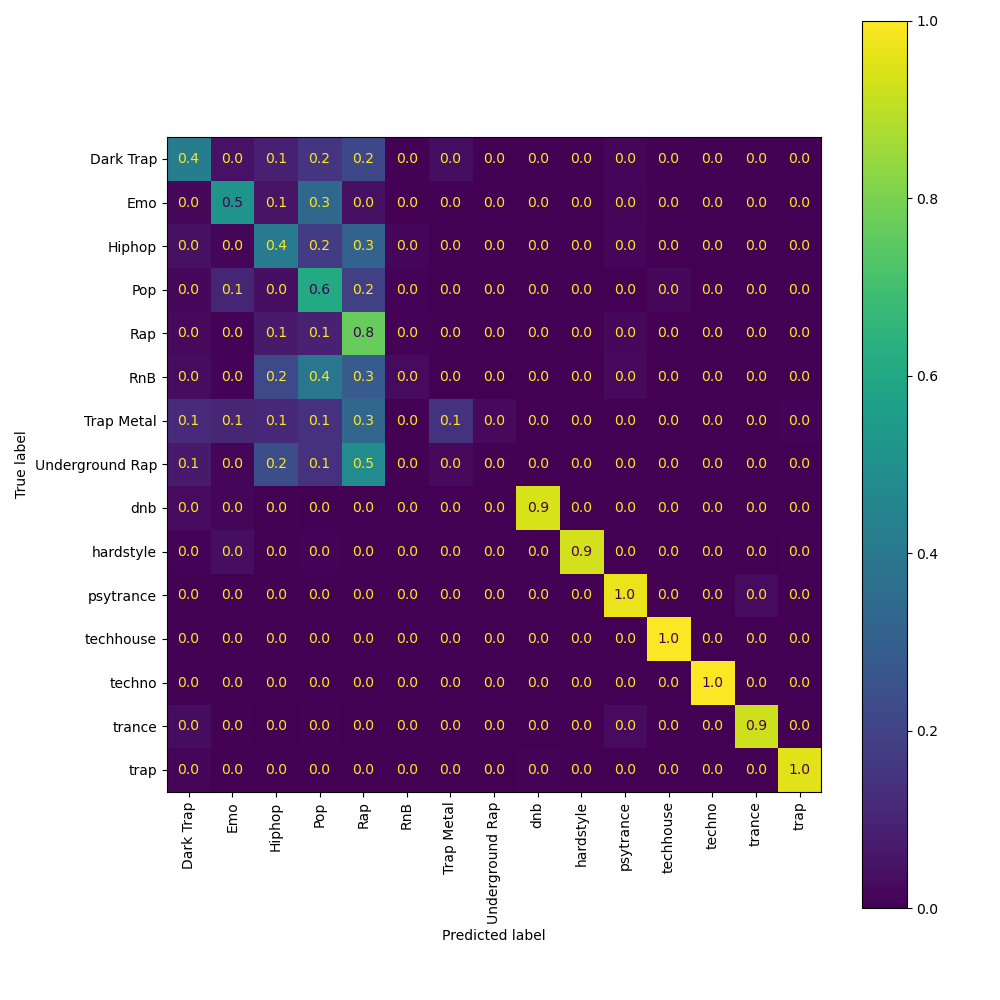 1.0
Dark Trap 0.4 0.0 0.1 0.2 0.2 0.0 0.0 0.0 0.0 0.0 0.0 0.0 0.0 0.0 0.0
Emo 0.0 0.5 0.1 0.3 0.0 0.0 0.0 0.0 0.0 0.0 0.0 0.0 0.0 0.0 0.0
0.8
Hiphop 0.0 0.0 0.4 0.2 0.3 0.0 0.0 0.0 0.0 0.0 0.0 0.0 0.0 0.0 0.0
Pop 0.0 0.1 0.0 0.6 0.2 0.0 0.0 0.0 0.0 0.0 0.0 0.0 0.0 0.0 0.0
Rap 0.0 0.0 0.1 0.1 0.8 0.0 0.0 0.0 0.0 0.0 0.0 0.0 0.0 0.0 0.0
RnB 0.0 0.0 0.2 0.4 0.3 0.0 0.0 0.0 0.0 0.0 0.0 0.0 0.0 0.0 0.0
0.6
Trap Metal 0.1 0.1 0.1 0.1 0.3 0.0 0.1 0.0 0.0 0.0 0.0 0.0 0.0 0.0 0.0
True label
Underground Rap 0.1 0.0 0.2 0.1 0.5 0.0 0.0 0.0 0.0 0.0 0.0 0.0 0.0 0.0 0.0
dnb 0.0 0.0 0.0 0.0 0.0 0.0 0.0 0.0 0.9 0.0 0.0 0.0 0.0 0.0 0.0
hardstyle 0.0 0.0 0.0 0.0 0.0 0.0 0.0 0.0 0.0 0.9 0.0 0.0 0.0 0.0 0.0
0.4
psytrance 0.0 0.0 0.0 0.0 0.0 0.0 0.0 0.0 0.0 0.0 1.0 0.0 0.0 0.0 0.0
techhouse 0.0 0.0 0.0 0.0 0.0 0.0 0.0 0.0 0.0 0.0 0.0 1.0 0.0 0.0 0.0
techno 0.0 0.0 0.0 0.0 0.0 0.0 0.0 0.0 0.0 0.0 0.0 0.0 1.0 0.0 0.0
trance 0.0 0.0 0.0 0.0 0.0 0.0 0.0 0.0 0.0 0.0 0.0 0.0 0.0 0.9 0.0
0.2
trap 0.0 0.0 0.0 0.0 0.0 0.0 0.0 0.0 0.0 0.0 0.0 0.0 0.0 0.0 1.0
Dark Trap
Emo
Hiphop
Pop
Rap
RnB
Trap Metal
Underground Rap
dnb
hardstyle
psytrance
techhouse
techno
trance
trap
0.0
Predicted label